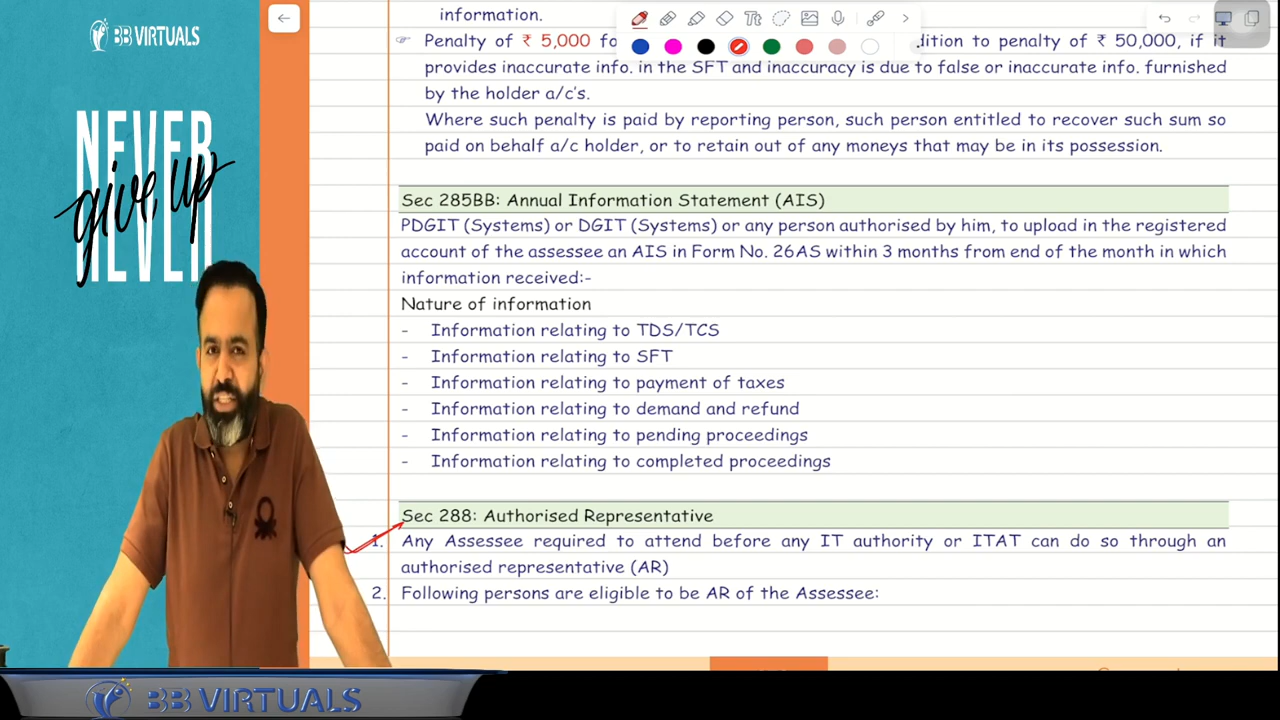 BB VIRTUALS
NEVER
give up
NEVER
information.
Penalty of ₹ 5,000 fo
dition to penalty of ₹ 50,000, if it
provides inaccurate info. in the SFT and inaccuracy is due to false or inaccurate info. furnished
by the holder a/c's.
Where such penalty is paid by reporting person, such person entitled to recover such sum so
paid on behalf a/c holder, or to retain out of any moneys that may be in its possession.
Sec 285BB: Annual Information Statement (AIS)
PDGIT (Systems) or DGIT (Systems) or any person authorised by him, to upload in the registered
account of the assessee an AIS in Form No. 26AS within 3 months from end of the month in which
information received:-
Nature of information
- Information relating to TDS/TCS
- Information relating to SFT
- Information relating to payment of taxes
- Information relating to demand and refund
- Information relating to pending proceedings
- Information relating to completed proceedings
Sec 288: Authorised Representative
1. Any Assessee required to attend before any IT authority or ITAT can do so through an
authorised representative (AR)
2. Following persons are eligible to be AR of the Assessee:
BB VIRTUALS